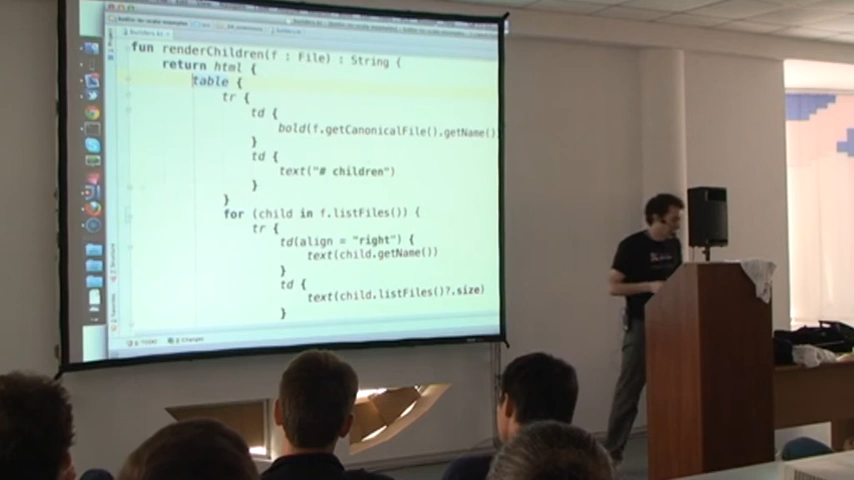 fun renderChildren(f : File) : String {
return html {
table {
tr {
td {
bold(f.getCanonicalFile().getName()
}
td {
text("# children")
}
}
for (child in f.listFiles()) {
tr {
td(align = "right") {
text(child.getName())
}
td {
text(child.listFiles()?.size)
}